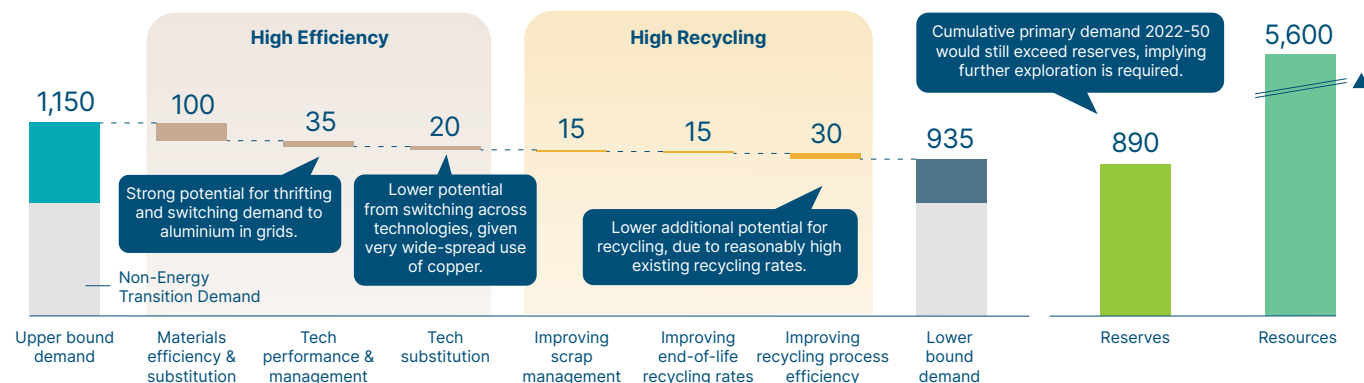 High Efficiency
High Recycling
Cumulative primary demand 2022-50
would still exceed reserves, implying
further exploration is required.
5,600
1,150
100
35
20
15
15
30
935
890
Strong potential for thrifting
and switching demand to
aluminium in grids.
Lower potential
from switching across
technologies, given
very wide-spread use
of copper.
Lower additional potential for
recycling, due to reasonably high
existing recycling rates.
Non-Energy
Transition Demand
Upper bound
demand
Materials
efficiency &
substitution
Tech
performance &
management
Tech
substitution
Improving
scrap
management
Improving
end-of-life
recycling rates
Improving
recycling process
efficiency
Lower
bound
demand
Reserves
Resources